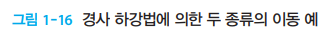 그림 1-16 경사 하강법에 의한 두 종류의 이동 예